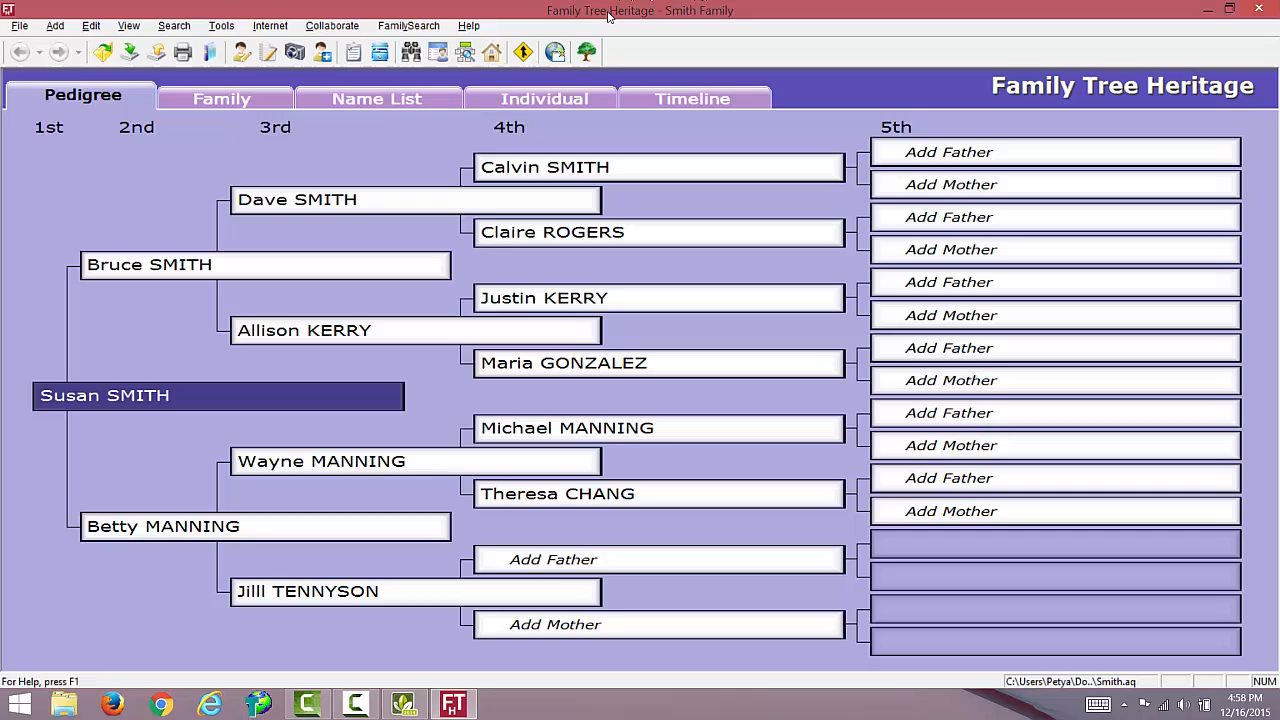 Family Tree Heritage - Smith Family
File Add Edit View Search Tools Internet Collaborate FamilySearch Help
Pedigree Family Name List Individual Timeline Family Tree Heritage
1st 2nd 3rd 4th 5th
Add Father
Calvin SMITH
Add Mother
Dave SMITH
Add Father
Claire ROGERS
Add Mother
Bruce SMITH
Add Father
Justin KERRY
Add Mother
Allison KERRY
Add Father
Maria GONZALEZ
Add Mother
Susan SMITH
Add Father
Michael MANNING
Add Mother
Wayne MANNING
Add Father
Theresa CHANG
Add Mother
Betty MANNING
Add Father
Jilll TENNYSON
Add Mother
For Help, press F1 C:\Users\Petya\Do..\Smith.aq NUM
FT
H
4:58 PM
12/16/2015